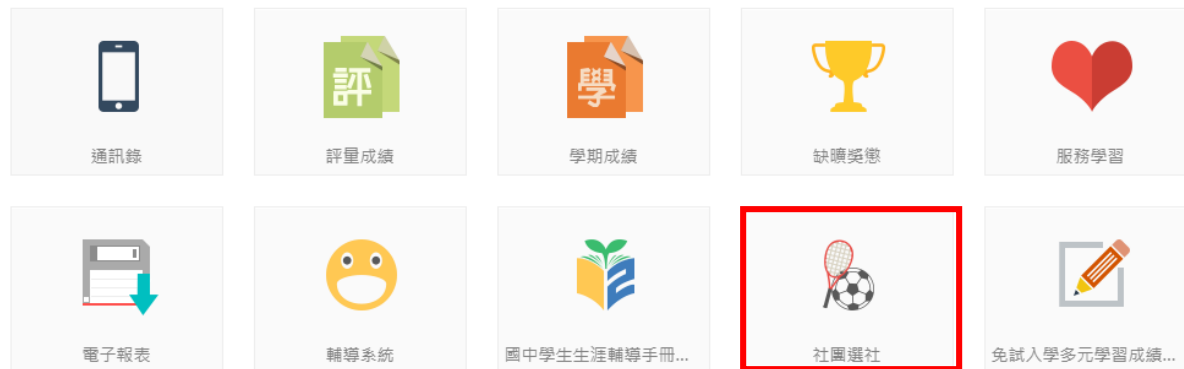 評
學
通訊錄
評量成績
學期成績
缺曠獎懲
服務學習
電子報表
輔導系統
國中學生生涯輔導手冊...
社團選社
免試入學多元學習成績...